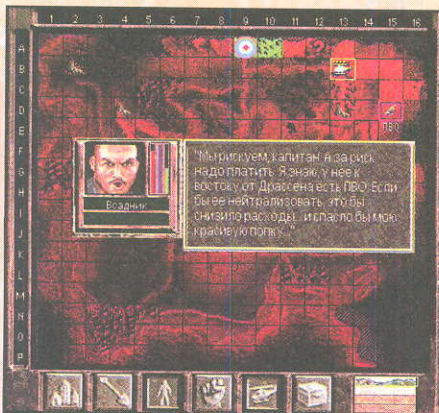 1 2 3 4 5 6 7 8 9 10 11 12 13 14 15 16
A
B
C
D
E
F
G
H
I
J
K
L
M
N
O
P
ПВО
Всадник
"Мы рискуем, капитан. А за риск
надо платить. Я знаю, у нее к
востоку от Драссена есть ПВО. Если
бы ее нейтрализовать, это бы
снизило расходы... и спасло бы мою
красивую попку..."